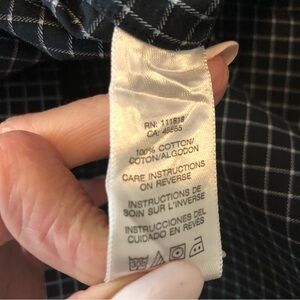 RN: 111818
CA: 46665
100% COTTON/
COTON/ALGODON
CARE INSTRUCTIONS
ON REVERSE
INSTRUCTIONS DE
SOIN SUR L'INVERSE
INSTRUCCIONES DEL
CUIDADO EN REVÉS